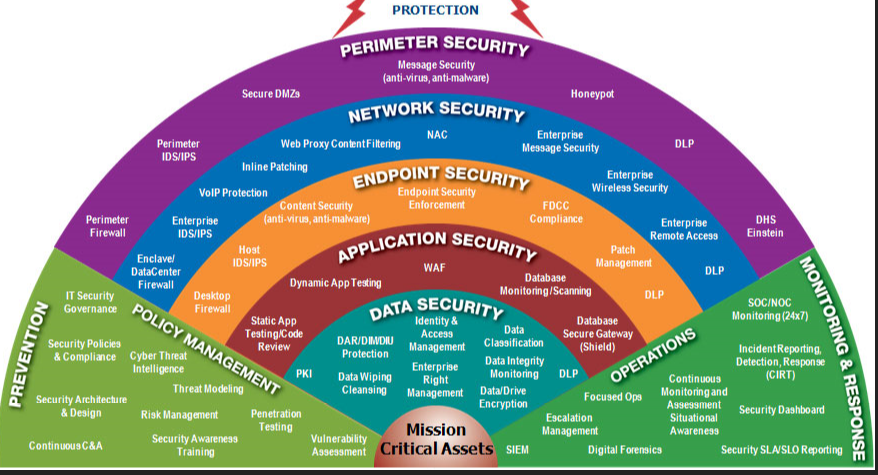 PROTECTION
PERIMETER SECURITY
Message Security
(anti-virus, anti-malware)
Secure DMZs
Honeypot
Perimeter
IDS/IPS
DLP
Perimeter
Firewall
DHS
Einstein
NETWORK SECURITY
NAC
Web Proxy Content Filtering
Enterprise
Message Security
Inline Patching
Enterprise
Wireless Security
VoIP Protection
Enterprise
IDS/IPS
Enterprise
Remote Access
Enclave/
DataCenter
Firewall
DLP
ENDPOINT SECURITY
Endpoint Security
Enforcement
Content Security
(anti-virus, anti-malware)
FDCC
Compliance
Host
IDS/IPS
Patch
Management
Desktop
Firewall
DLP
APPLICATION SECURITY
WAF
Dynamic App Testing
Database
Monitoring/Scanning
Static App
Testing/Code
Review
Database
Secure Gateway
(Shield)
DATA SECURITY
Identity &
Access
Management
DAR/DIM/DIU
Protection
Data
Classification
PKI
Data Wiping
Cleansing
Enterprise
Right
Management
Data Integrity
Monitoring
DLP
Data/Drive
Encryption
Mission
Critical Assets
PREVENTION
POLICY MANAGEMENT
IT Security
Governance
Security Policies
& Compliance
Cyber Threat
Intelligence
Threat Modeling
Security Architecture
& Design
Risk Management
Penetration
Testing
Continuous C&A
Security Awareness
Training
Vulnerability
Assessment
MONITORING & RESPONSE
OPERATIONS
SOC/NOC
Monitoring (24x7)
Incident Reporting,
Detection, Response
(CIRT)
Focused Ops
Continuous
Monitoring and
Assessment
Situational
Awareness
Security Dashboard
Escalation
Management
SIEM
Digital Forensics
Security SLA/SLO Reporting